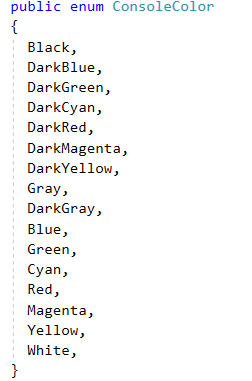 public enum ConsoleColor
{
Black,
DarkBlue,
DarkGreen,
DarkCyan,
DarkRed,
DarkMagenta,
DarkYellow,
Gray,
DarkGray,
Blue,
Green,
Cyan,
Red,
Magenta,
Yellow,
White,
}